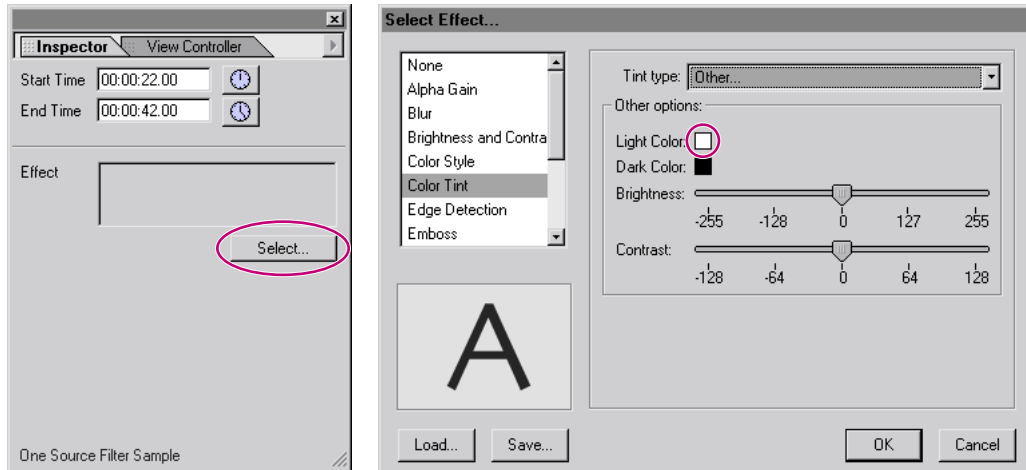 Inspector View Controller
Start Time 00:00:22.00
End Time 00:00:42.00
Effect
Select...
One Source Filter Sample
Select Effect...
None
Alpha Gain
Blur
Brightness and Contra
Color Style
Color Tint
Edge Detection
Emboss
A
Load... Save...
Tint type: Other...
Other options:
Light Color:
Dark Color:
Brightness:
-255 -128 0 127 255
Contrast:
-128 -64 0 64 128
OK Cancel